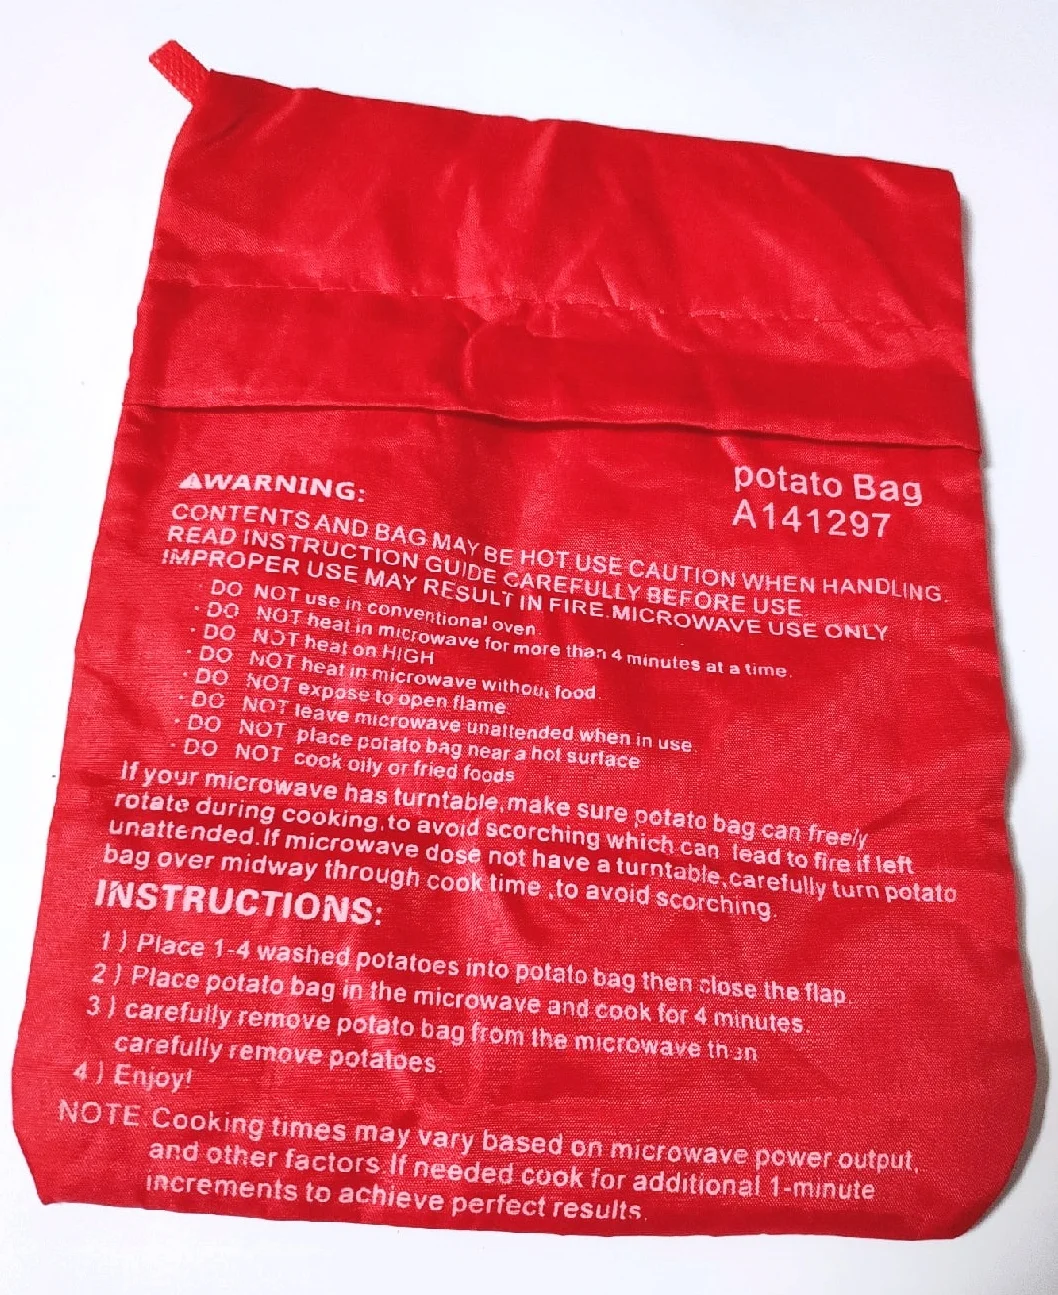 ⚠WARNING:
potato Bag
A141297
CONTENTS AND BAG MAY BE HOT USE CAUTION WHEN HANDLING.
READ INSTRUCTION GUIDE CAREFULLY BEFORE USE
IMPROPER USE MAY RESULT IN FIRE.MICROWAVE USE ONLY
· DO NOT use in conventional oven.
· DO NOT heat in microwave for more than 4 minutes at a time.
· DO NOT heat on HIGH
· DO NOT heat in microwave without food.
· DO NOT expose to open flame
· DO NOT leave microwave unattended when in use.
· DO NOT place potato bag near a hot surface
· DO NOT cook oily or fried foods
If your microwave has turntable,make sure potato bag can freely
rotate during cooking,to avoid scorching which can lead to fire if left
unattended.If microwave dose not have a turntable,carefully turn potato
bag over midway through cook time ,to avoid scorching.
INSTRUCTIONS:
1) Place 1-4 washed potatoes into potato bag then close the flap.
2) Place potato bag in the microwave and cook for 4 minutes.
3) carefully remove potato bag from the microwave then
carefully remove potatoes.
4) Enjoy!
NOTE:Cooking times may vary based on microwave power output,
and other factors.If needed cook for additional 1-minute
increments to achieve perfect results.